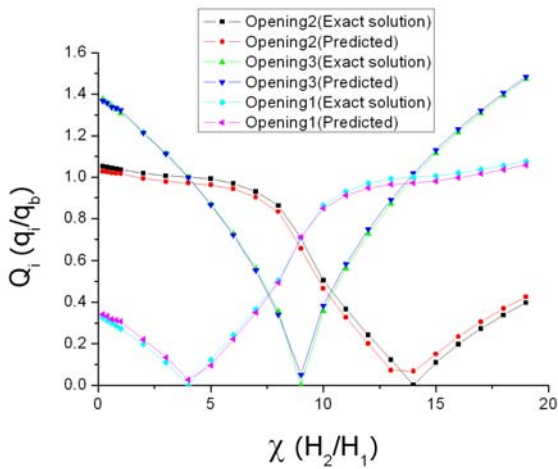 Opening2(Exact solution)
Opening2(Predicted)
Opening3(Exact solution)
Opening3(Predicted)
Opening1(Exact solution)
Opening1(Predicted)
1.6
1.4
1.2
1.0
0.8
0.6
0.4
0.2
0.0
Qi (qi/qb)
0 5 10 15 20
χ (H2/H1)